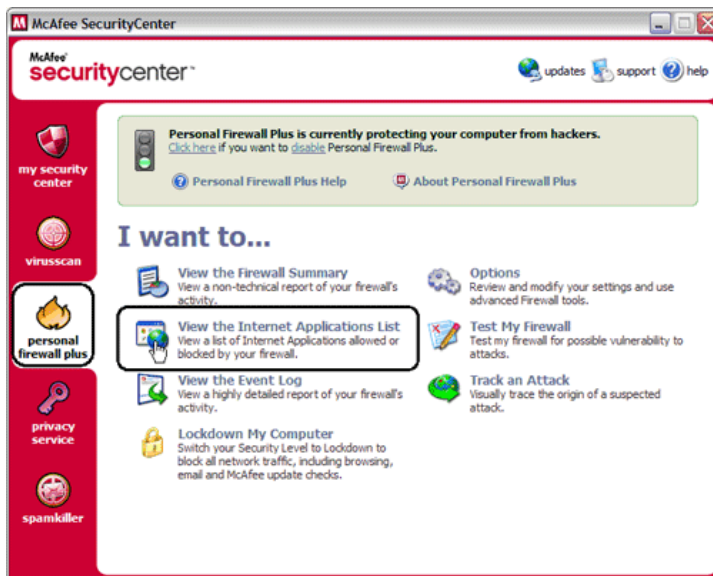 McAfee SecurityCenter
McAfee
securitycenter™
updates support help
my security
center
virusscan
personal
firewall plus
privacy
service
spamkiller
Personal Firewall Plus is currently protecting your computer from hackers.
Click here if you want to disable Personal Firewall Plus.
Personal Firewall Plus Help
About Personal Firewall Plus
I want to...
View the Firewall Summary
View a non-technical report of your firewall's
activity.
View the Internet Applications List
View a list of Internet Applications allowed or
blocked by your firewall.
View the Event Log
View a highly detailed report of your firewall's
activity.
Lockdown My Computer
Switch your Security Level to Lockdown to
block all network traffic, including browsing,
email and McAfee update checks.
Options
Review and modify your settings and use
advanced Firewall tools.
Test My Firewall
Test my firewall for possible vulnerability to
attacks.
Track an Attack
Visually trace the origin of a suspected
attack.